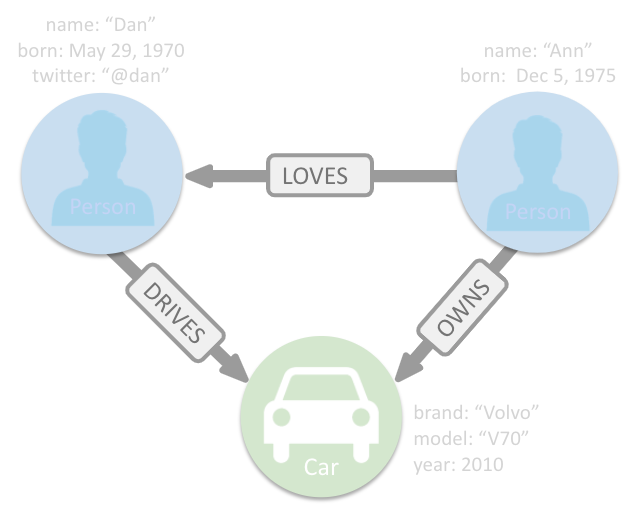 name: “Dan”
born: May 29, 1970
twitter: “@dan”
name: “Ann”
born:  Dec 5, 1975
Person
LOVES
Person
DRIVES
OWNS
Car
brand: “Volvo”
model: “V70”
year: 2010